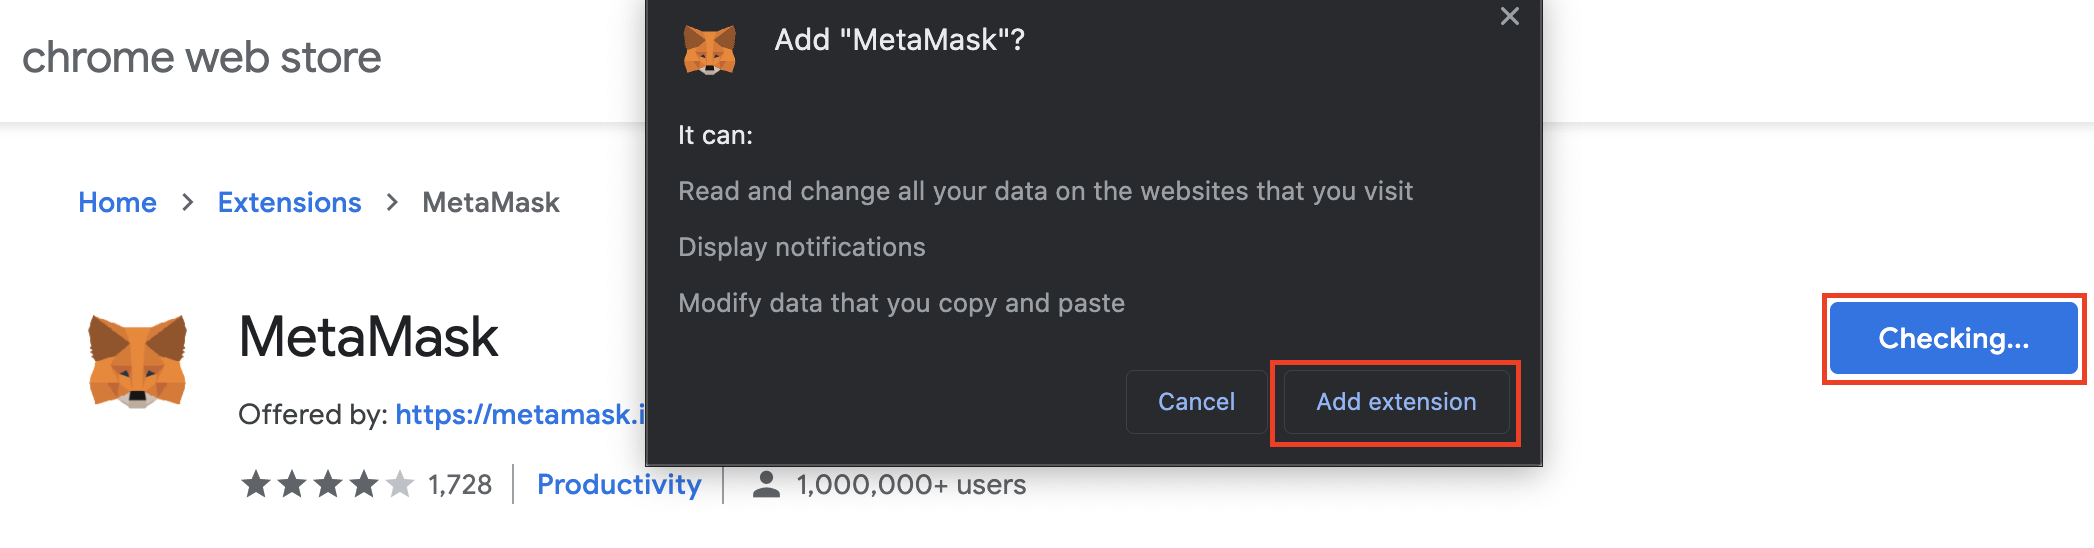 chrome web store
Add "MetaMask"?
It can:
Read and change all your data on the websites that you visit
Display notifications
Modify data that you copy and paste
Cancel
Add extension
Home > Extensions > MetaMask
MetaMask
Checking...
Offered by: https://metamask.i
1,728
Productivity
1,000,000+ users